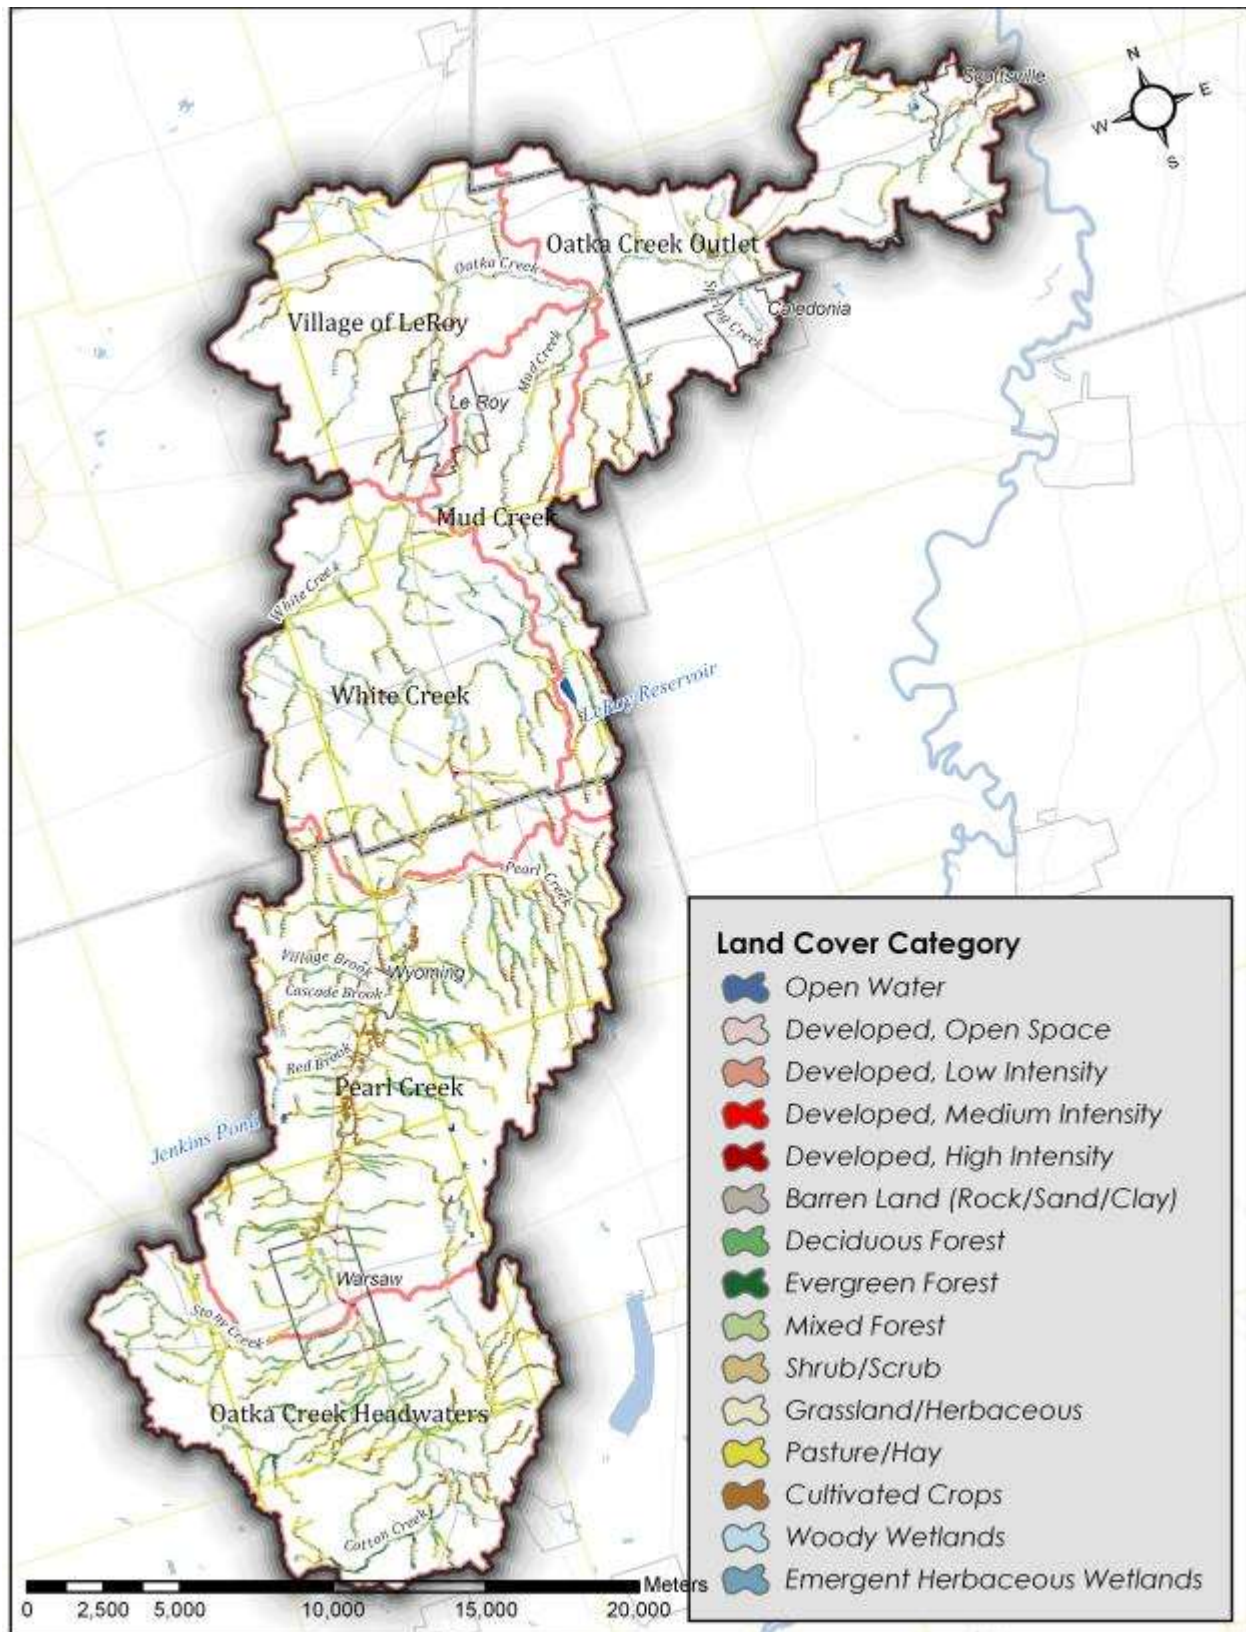 Scottsville
N
E
W
S
Oatka Creek Outlet
Oatka Creek
Spring Creek
Caledonia
Village of LeRoy
Mud Creek
Le Roy
Mud Creek
White Creek
White Creek
LeRoy Reservoir
Pearl Creek
Village Brook
Wyoming
Cascade Brook
Red Brook
Pearl Creek
Jenkins Pond
Warsaw
Stony Creek
Oatka Creek Headwaters
Cotton Creek
Meters
0 2,500 5,000 10,000 15,000 20,000
Land Cover Category
Open Water
Developed, Open Space
Developed, Low Intensity
Developed, Medium Intensity
Developed, High Intensity
Barren Land (Rock/Sand/Clay)
Deciduous Forest
Evergreen Forest
Mixed Forest
Shrub/Scrub
Grassland/Herbaceous
Pasture/Hay
Cultivated Crops
Woody Wetlands
Emergent Herbaceous Wetlands